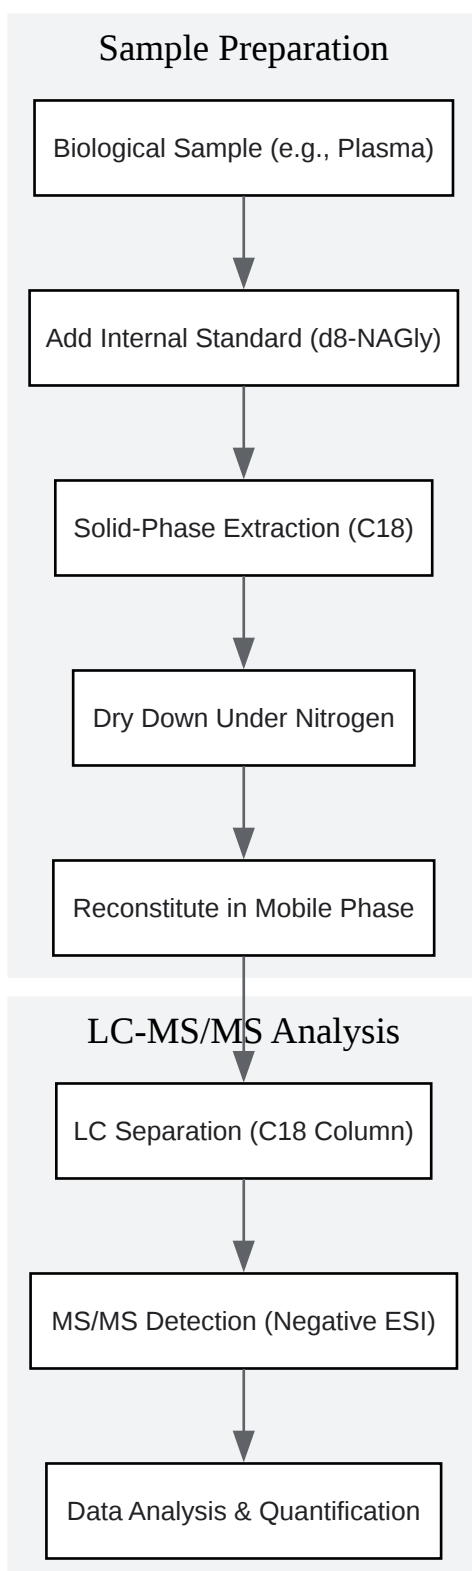 Sample Preparation
Biological Sample (e.g., Plasma)
Add Internal Standard (d8-NAGly)
Solid-Phase Extraction (C18)
Dry Down Under Nitrogen
Reconstitute in Mobile Phase
LC-MS/MS Analysis
LC Separation (C18 Column)
MS/MS Detection (Negative ESI)
Data Analysis & Quantification